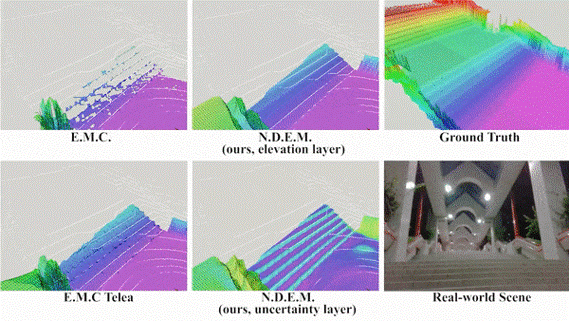 E.M.C.
N.D.E.M.
(ours, elevation layer)
Ground Truth
E.M.C Telea
N.D.E.M.
(ours, uncertainty layer)
Real-world Scene